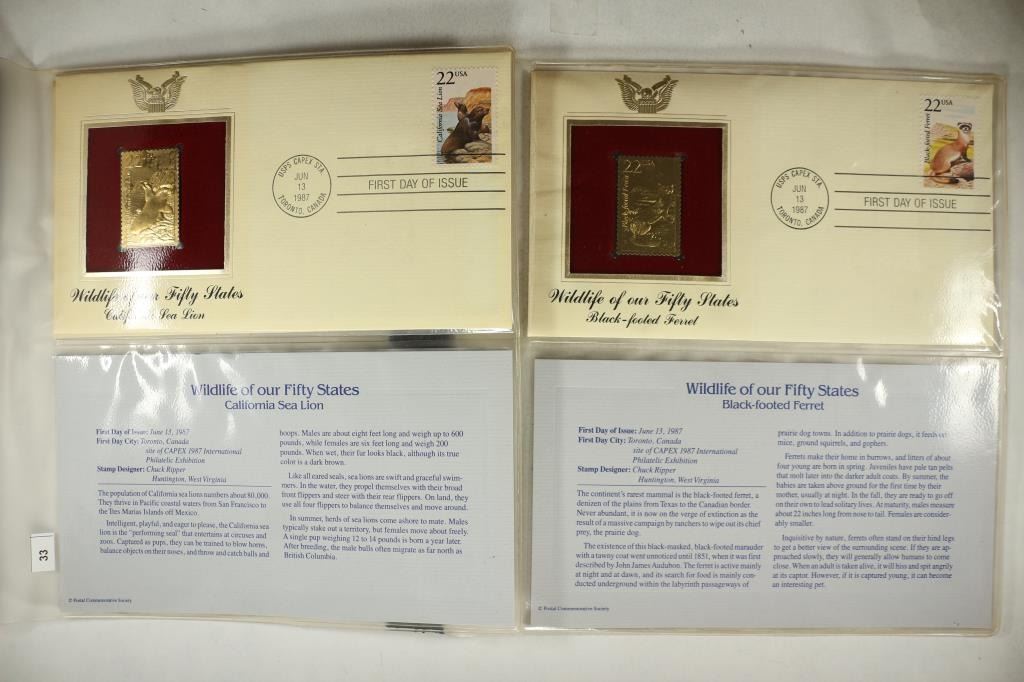 22 USA
California Sea Lion
USPS CAPEX STA.
JUN
13
1987
TORONTO, CANADA
FIRST DAY OF ISSUE
Wildlife of our Fifty States
California Sea Lion
22 USA
Black-footed Ferret
22 USA
Black-footed Ferret
USPS CAPEX STA.
JUN
13
1987
TORONTO, CANADA
FIRST DAY OF ISSUE
Wildlife of our Fifty States
Black-footed Ferret
Wildlife of our Fifty States
California Sea Lion
First Day of Issue: June 13, 1987
First Day City: Toronto, Canada
site of CAPEX 1987 International
Philatelic Exhibition
Stamp Designer: Chuck Ripper
Huntington, West Virginia
The population of California sea lions numbers about 80,000.
They thrive in Pacific coastal waters from San Francisco to
the Iles Marias Islands off Mexico.
Intelligent, playful, and eager to please, the California sea
lion is the "performing seal" that entertains at circuses and
zoos. Captured as pups, they can be trained to blow horns,
balance objects on their noses, and throw and catch balls and
hoops. Males are about eight feet long and weigh up to 600
pounds, while females are six feet long and weigh 200
pounds. When wet, their fur looks black, although its true
color is a dark brown.
Like all eared seals, sea lions are swift and graceful swim-
mers. In the water, they propel themselves with their broad
front flippers and steer with their rear flippers. On land, they
use all four flippers to balance themselves and move around.
In summer, herds of sea lions come ashore to mate. Males
typically stake out a territory, but females move about freely.
A single pup weighing 12 to 14 pounds is born a year later.
After breeding, the male bulls often migrate as far north as
British Columbia.
© Postal Commemorative Society
33
Wildlife of our Fifty States
Black-footed Ferret
First Day of Issue: June 13, 1987
First Day City: Toronto, Canada
site of CAPEX 1987 International
Philatelic Exhibition
Stamp Designer: Chuck Ripper
Huntington, West Virginia
The continent's rarest mammal is the black-footed ferret, a
denizen of the plains from Texas to the Canadian border.
Never abundant, it is now on the verge of extinction as the
result of a massive campaign by ranchers to wipe out its chief
prey, the prairie dog.
The existence of this black-masked, black-footed marauder
with a tawny coat went unnoticed until 1851, when it was first
described by John James Audubon. The ferret is active mainly
at night and at dawn, and its search for food is mainly con-
ducted underground within the labyrinth passageways of
prairie dog towns. In addition to prairie dogs, it feeds on
mice, ground squirrels, and gophers.
Ferrets make their home in burrows, and litters of about
four young are born in spring. Juveniles have pale tan pelts
that molt later into the darker adult coats. By summer, the
babies are taken above ground for the first time by their
mother, usually at night. In the fall, they are ready to go off
on their own to lead solitary lives. At maturity, males measure
about 22 inches long from nose to tail. Females are consider-
ably smaller.
Inquisitive by nature, ferrets often stand on their hind legs
to get a better view of the surrounding scene. If they are ap-
proached slowly, they will generally allow humans to come
close. When an adult is taken alive, it will hiss and spit angrily
at its captor. However, if it is captured young, it can become
an interesting pet.
© Postal Commemorative Society